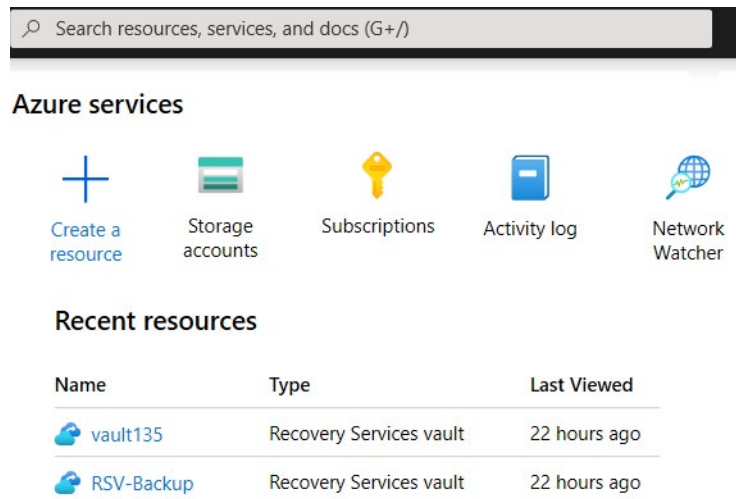 Search resources, services, and docs (G+/)
Azure services
Create a resource
Storage accounts
Subscriptions
Activity log
Network Watcher
Recent resources
Name Type Last Viewed
vault135 Recovery Services vault 22 hours ago
RSV-Backup Recovery Services vault 22 hours ago